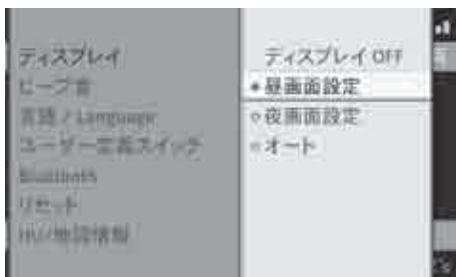 ディスプレイ
ビープ音
言語 / Language
ユーザー定義スイッチ
Bluetooth
リセット
ディスプレイ OFF
昼画面設定
夜画面設定
オート